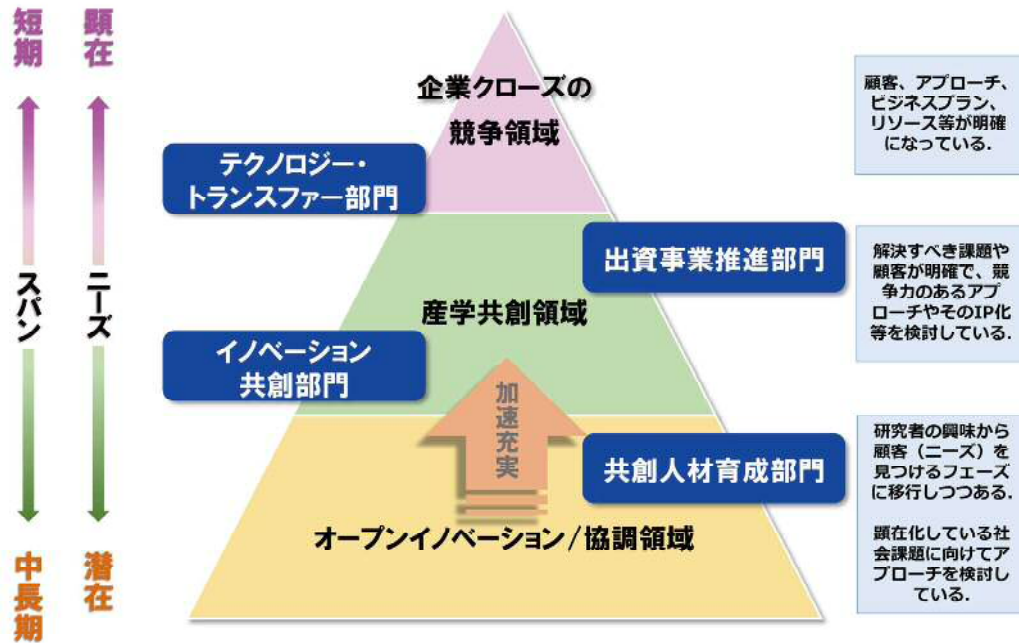 短期
顕在
スパン
ニーズ
中長期
潜在
企業クローズの
競争領域
テクノロジー・
トランスファー部門
出資事業推進部門
産学共創領域
イノベーション
共創部門
加速充実
共創人材育成部門
オープンイノベーション/協調領域
顧客、アプローチ、
ビジネスプラン、
リソース等が明確
になっている.
解決すべき課題や
顧客が明確で、競
争力のあるアプ
ローチやそのIP化
等を検討している.
研究者の興味から
顧客（ニーズ）を
見つけるフェーズ
に移行しつつある.
顕在化している社
会課題に向けてア
プローチを検討し
ている.